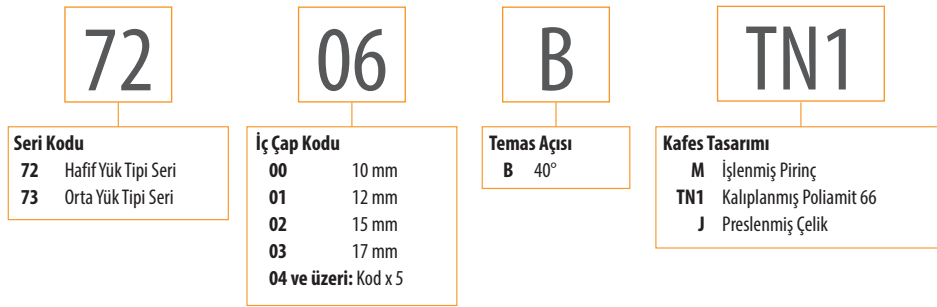 72 06 B TN1
Seri Kodu
72 Hafif Yük Tipi Seri
73 Orta Yük Tipi Seri
İç Çap Kodu
00 10 mm
01 12 mm
02 15 mm
03 17 mm
04 ve üzeri: Kod x 5
Temas Açısı
B 40°
Kafes Tasarımı
M İşlenmiş Pirinç
TN1 Kalıplanmış Poliamit 66
J Preslenmiş Çelik